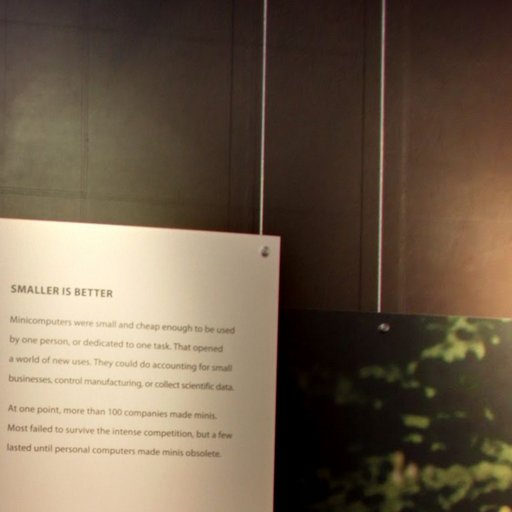 SMALLER IS BETTER
Minicomputers were small and cheap enough to be used
by one person, or dedicated to one task. That opened
a world of new uses. They could do accounting for small
businesses, control manufacturing, or collect scientific data.
At one point, more than 100 companies made minis.
Most failed to survive the intense competition, but a few
lasted until personal computers made minis obsolete.